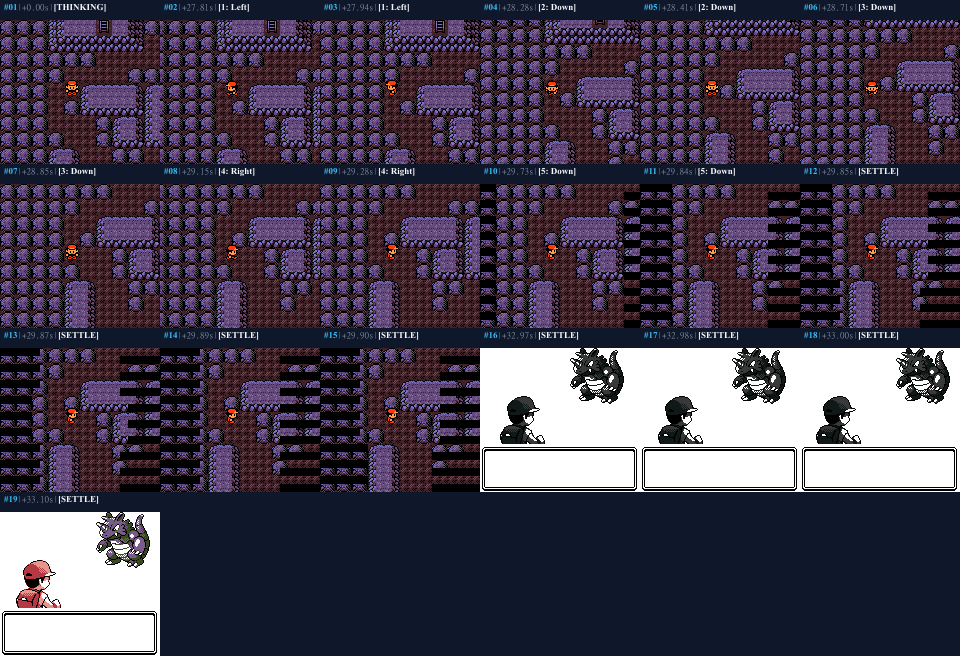 #01|+0.00s|[THINKING]
#02|+27.81s|[1: Left]
#03|+27.94s|[1: Left]
#04|+28.28s|[2: Down]
#05|+28.41s|[2: Down]
#06|+28.71s|[3: Down]
#07|+28.85s|[3: Down]
#08|+29.15s|[4: Right]
#09|+29.28s|[4: Right]
#10|+29.73s|[5: Down]
#11|+29.84s|[5: Down]
#12|+29.85s|[SETTLE]
#13|+29.87s|[SETTLE]
#14|+29.89s|[SETTLE]
#15|+29.90s|[SETTLE]
#16|+32.97s|[SETTLE]
#17|+32.98s|[SETTLE]
#18|+33.00s|[SETTLE]
#19|+33.10s|[SETTLE]